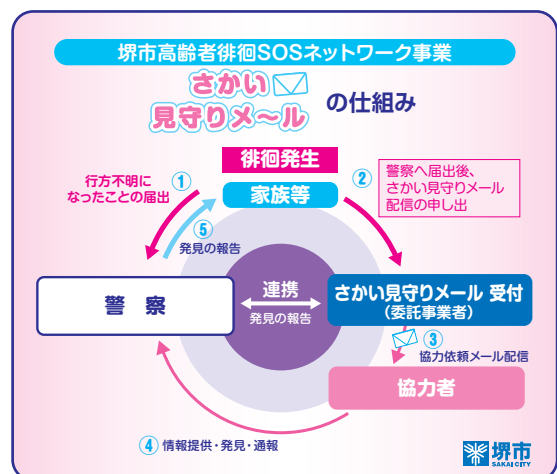 堺市高齢者徘徊SOSネットワーク事業
さかい
見守りメ～ル
の仕組み
徘徊発生
家族等
①
行方不明に
なったことの届出
②
警察へ届出後、
さかい見守りメール
配信の申し出
⑤
発見の報告
警察
連携
発見の報告
さかい見守りメール 受付
(委託事業者)
③
協力依頼メール配信
協力者
④ 情報提供・発見・通報
堺市
SAKAI CITY